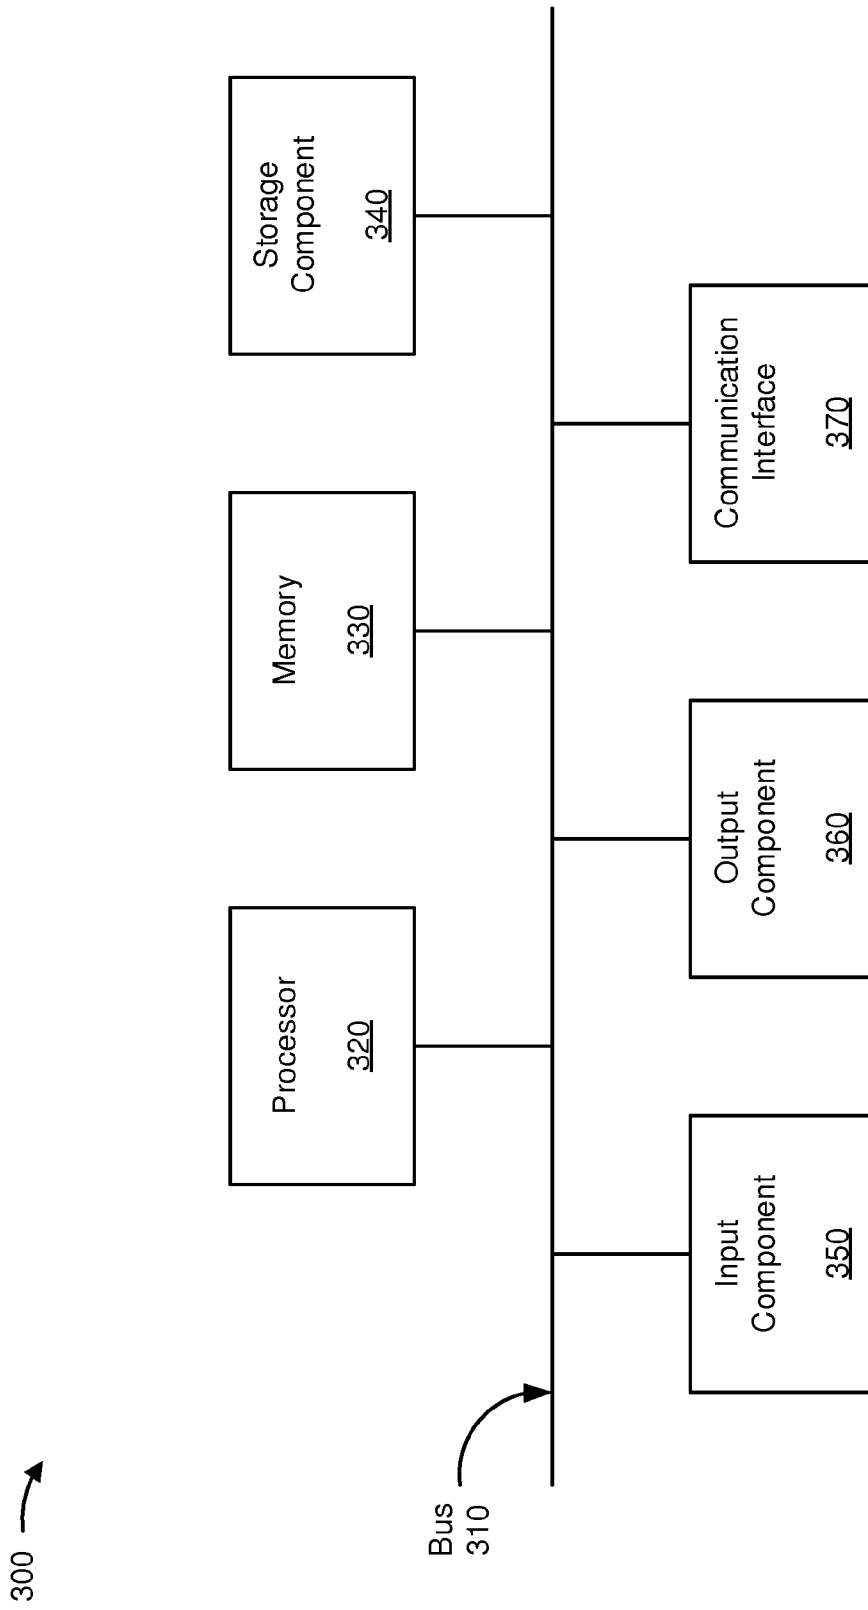 300
Bus
310
Processor
320
Memory
330
Storage
Component
340
Input
Component
350
Output
Component
360
Communication
Interface
370